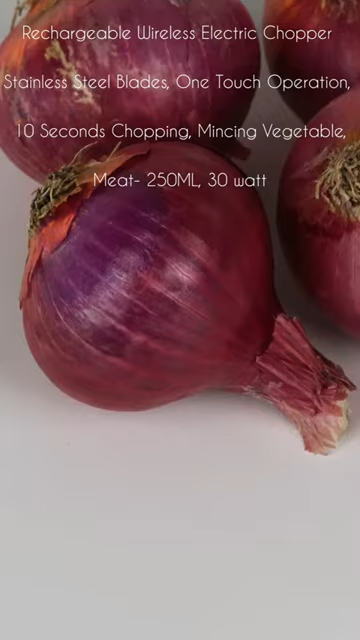 Rechargeable Wireless Electric Chopper
Stainless Steel Blades, One Touch Operation,
10 Seconds Chopping, Mincing Vegetable,
Meat- 250ML, 30 watt